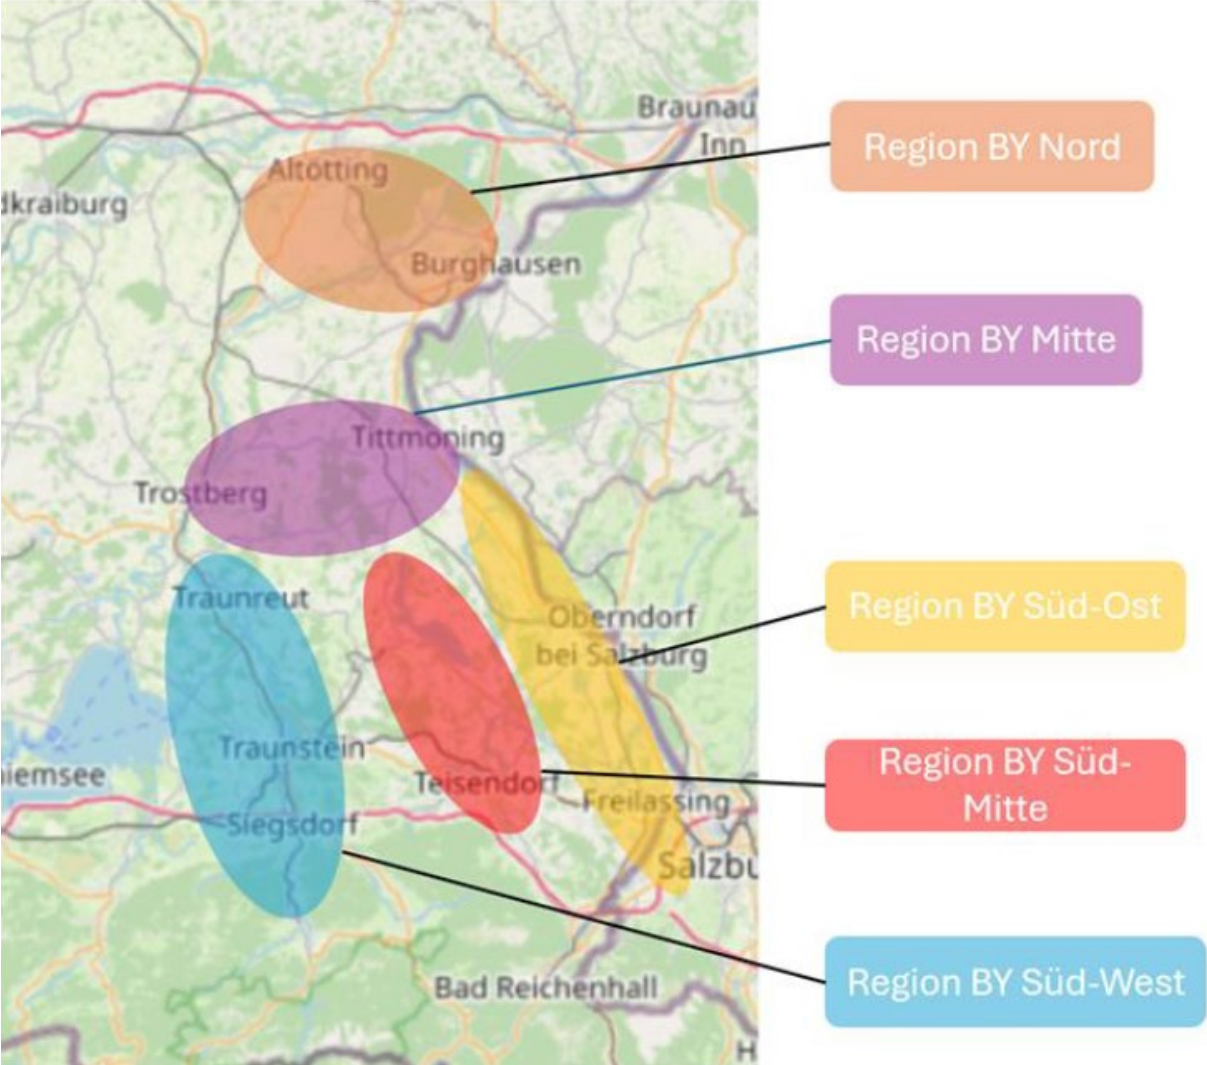 Braunau
Inn
Altötting
dkraiburg
Burghausen
Tittmoning
Trostberg
Traunreut
Oberndorf
bei Salzburg
Traunstein
Teisendorf
iemsee
Freilassing
Siegsdorf
Salzbu
Bad Reichenhall
H
Region BY Nord
Region BY Mitte
Region BY Süd-Ost
Region BY Süd-
Mitte
Region BY Süd-West